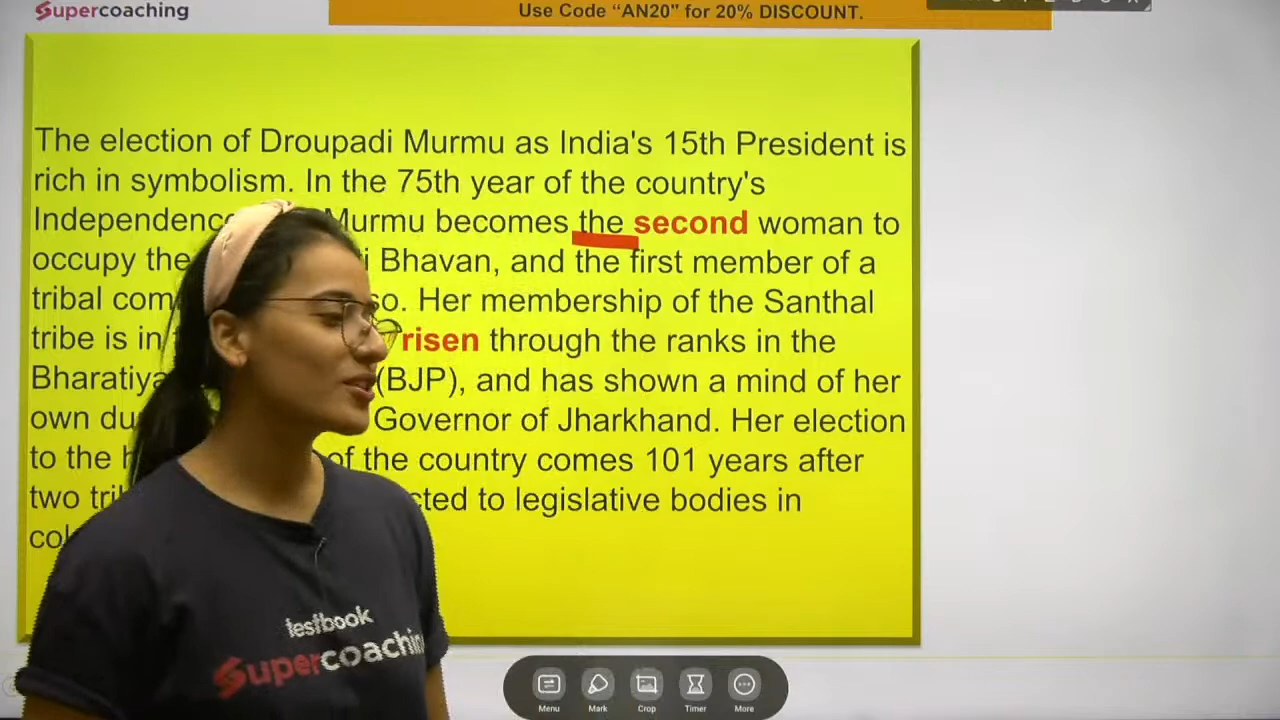 Supercoaching
Use Code “AN20" for 20% DISCOUNT.
The election of Droupadi Murmu as India's 15th President is
rich in symbolism. In the 75th year of the country's
Murmu becomes the second woman to
occupy the Bhavan, and the first member of a
tribal so. Her membership of the Santhal
tribe is in risen through the ranks in the
Bharatiya (BJP), and has shown a mind of her
own Governor of Jharkhand. Her election
to the of the country comes 101 years after
two to legislative bodies in
testbook
Supercoaching
Menu Mark Crop Timer More